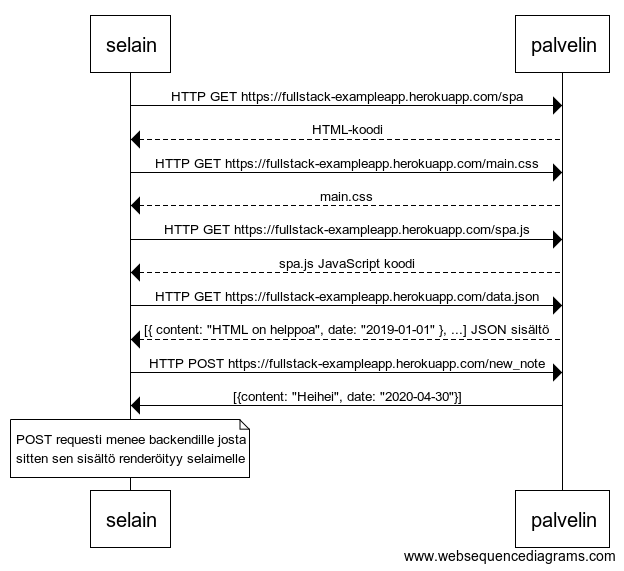 selain
palvelin
HTTP GET https://fullstack-exampleapp.herokuapp.com/spa
HTML-koodi
HTTP GET https://fullstack-exampleapp.herokuapp.com/main.css
main.css
HTTP GET https://fullstack-exampleapp.herokuapp.com/spa.js
spa.js JavaScript koodi
HTTP GET https://fullstack-exampleapp.herokuapp.com/data.json
[{ content: "HTML on helppoa", date: "2019-01-01" }, ...] JSON sisältö
HTTP POST https://fullstack-exampleapp.herokuapp.com/new_note
[{content: "Heihei", date: "2020-04-30"}]
POST requesti menee backendille josta
sitten sen sisältö renderöityy selaimelle
selain
palvelin
www.websequencediagrams.com